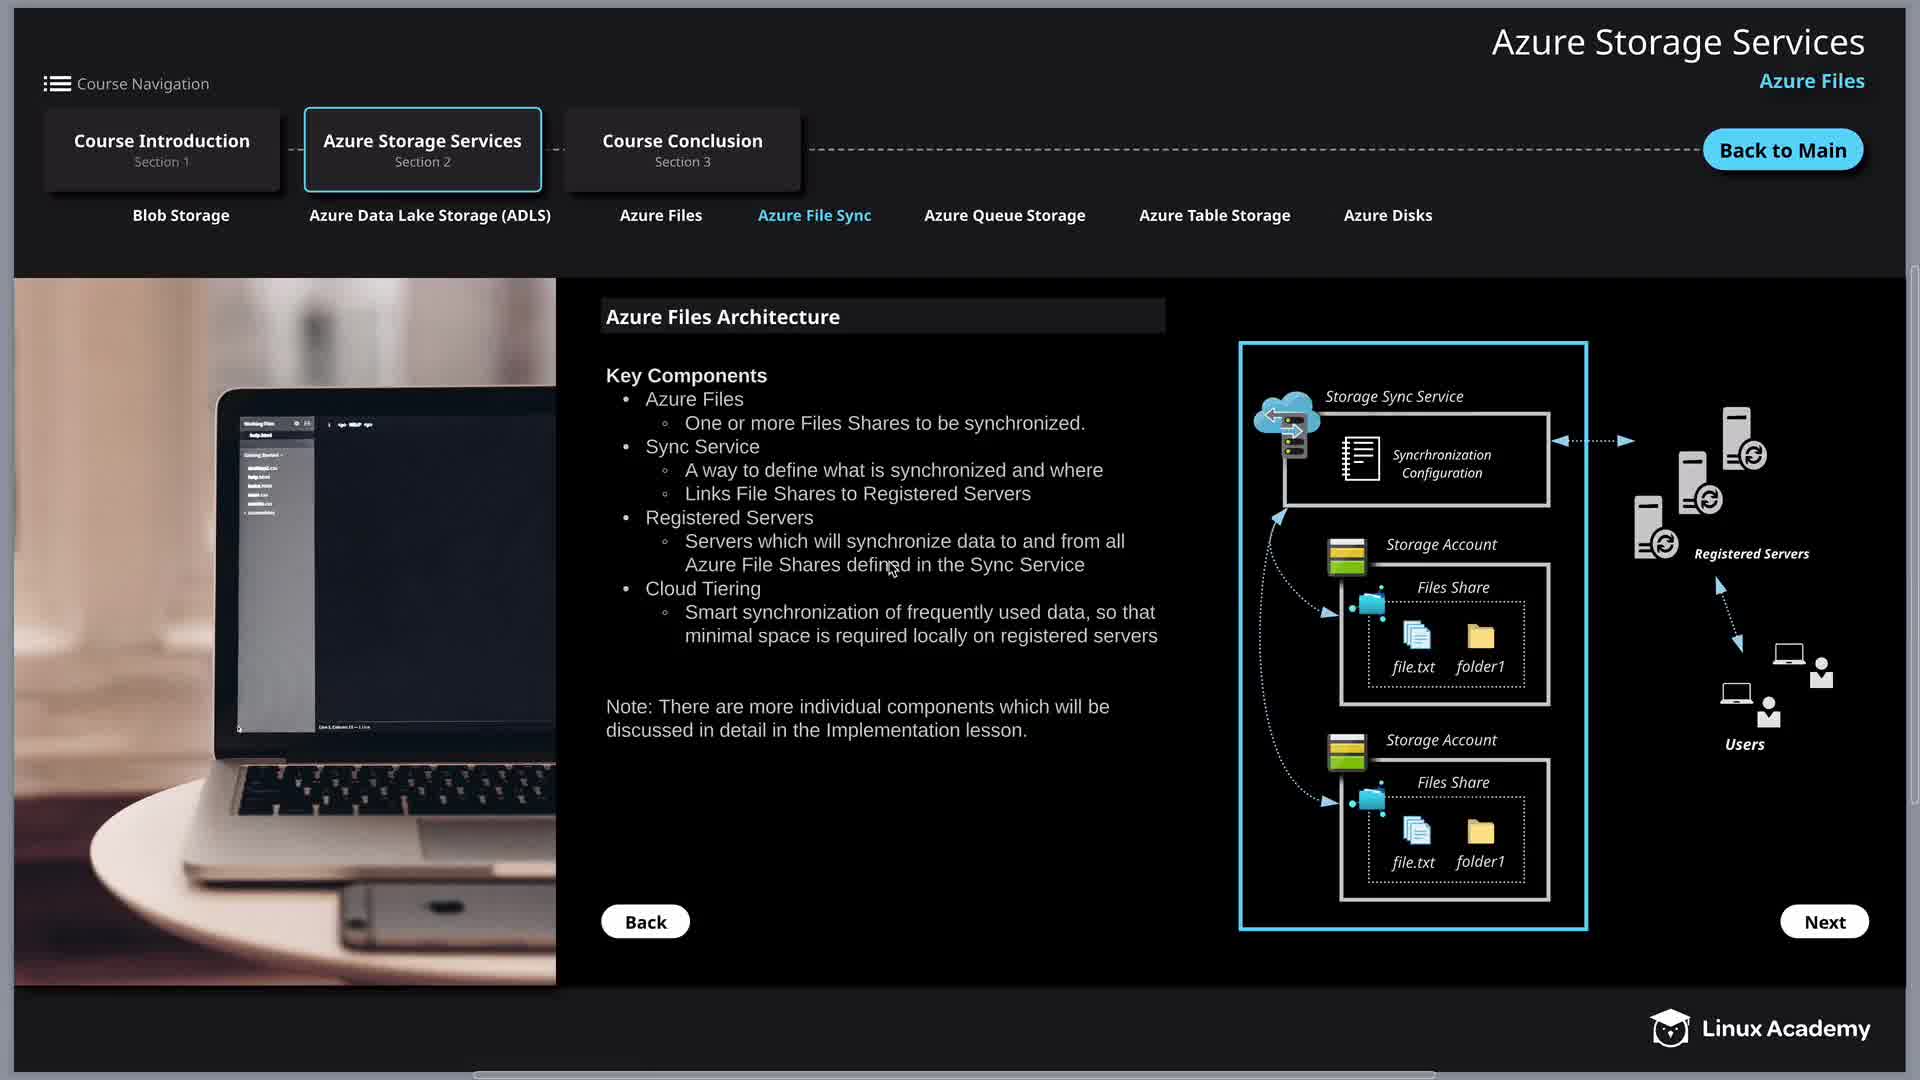 Azure Storage Services
Azure Files
Course Navigation
Course Introduction
Section 1
Azure Storage Services
Section 2
Course Conclusion
Section 3
Back to Main
Blob Storage
Azure Data Lake Storage (ADLS)
Azure Files
Azure File Sync
Azure Queue Storage
Azure Table Storage
Azure Disks
Azure Files Architecture
Key Components
• Azure Files
◦ One or more Files Shares to be synchronized.
• Sync Service
◦ A way to define what is synchronized and where
◦ Links File Shares to Registered Servers
• Registered Servers
◦ Servers which will synchronize data to and from all
Azure File Shares defined in the Sync Service
• Cloud Tiering
◦ Smart synchronization of frequently used data, so that
minimal space is required locally on registered servers
Note: There are more individual components which will be
discussed in detail in the Implementation lesson.
Back
Storage Sync Service
Syncrhronization
Configuration
Storage Account
Files Share
file.txt
folder1
Storage Account
Files Share
file.txt
folder1
Registered Servers
Users
Next
Linux Academy